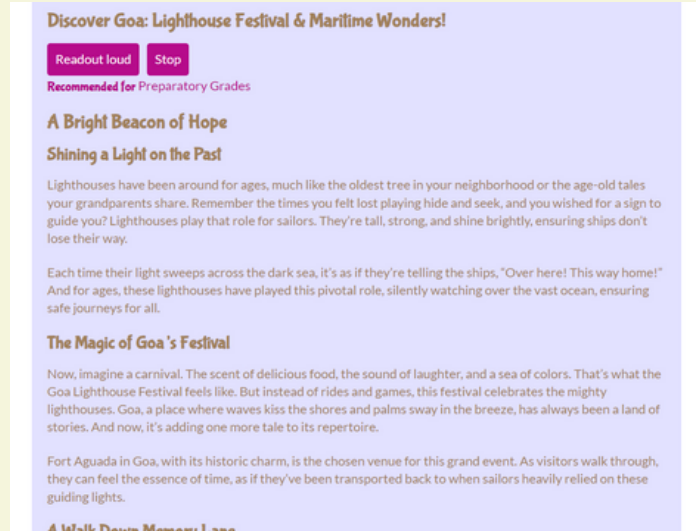 Discover Goa: Lighthouse Festival & Maritime Wonders!
Readout loud Stop
Recommended for Preparatory Grades
A Bright Beacon of Hope
Shining a Light on the Past
Lighthouses have been around for ages, much like the oldest tree in your neighborhood or the age-old tales
your grandparents share. Remember the times you felt lost playing hide and seek, and you wished for a sign to
guide you? Lighthouses play that role for sailors. They're tall, strong, and shine brightly, ensuring ships don't
lose their way.
Each time their light sweeps across the dark sea, it's as if they're telling the ships, "Over here! This way home!"
And for ages, these lighthouses have played this pivotal role, silently watching over the vast ocean, ensuring
safe journeys for all.
The Magic of Goa's Festival
Now, imagine a carnival. The scent of delicious food, the sound of laughter, and a sea of colors. That's what the
Goa Lighthouse Festival feels like. But instead of rides and games, this festival celebrates the mighty
lighthouses. Goa, a place where waves kiss the shores and palms sway in the breeze, has always been a land of
stories. And now, it's adding one more tale to its repertoire.
Fort Aguada in Goa, with its historic charm, is the chosen venue for this grand event. As visitors walk through,
they can feel the essence of time, as if they've been transported back to when sailors heavily relied on these
guiding lights.
A Walk Down Memory Lane